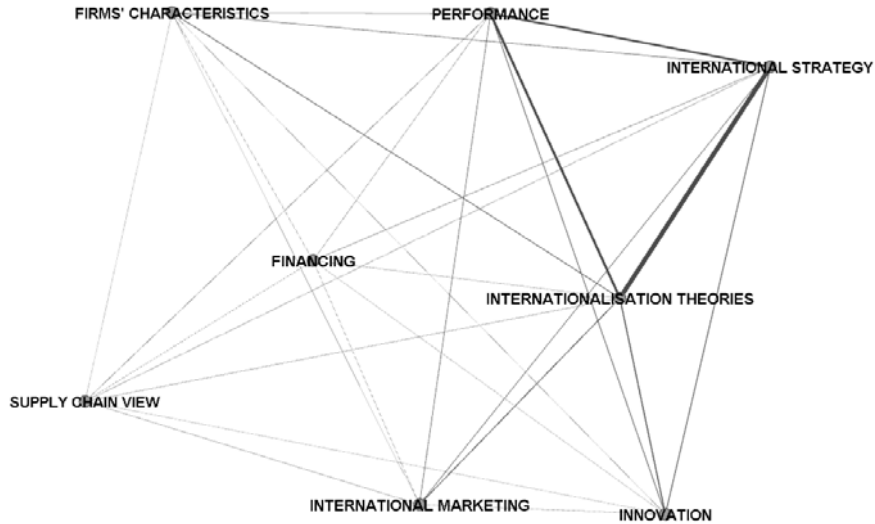 FIRMS' CHARACTERISTICS
PERFORMANCE
INTERNATIONAL STRATEGY
FINANCING
INTERNATIONALISATION THEORIES
SUPPLY CHAIN VIEW
INTERNATIONAL MARKETING
INNOVATION